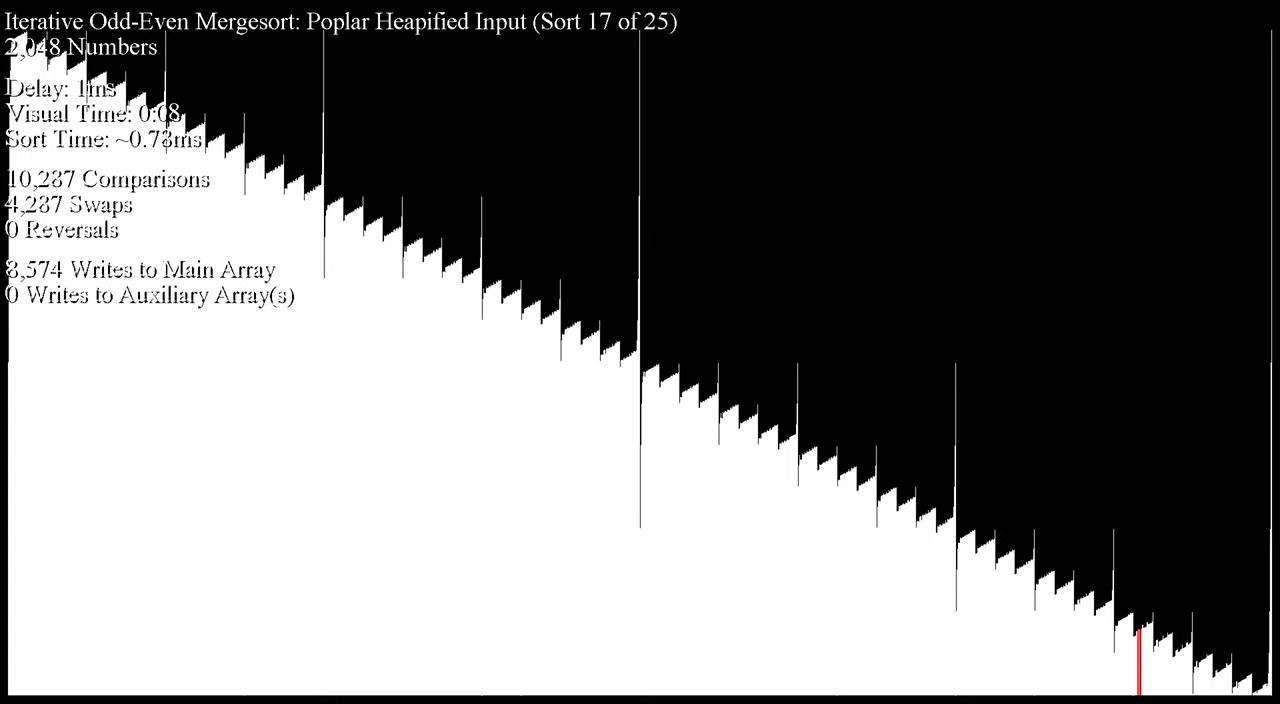 Iterative Odd-Even Mergesort: Poplar Heapified Input (Sort 17 of 25)
2,048 Numbers
Delay: 1ms
Visual Time: 0:08
Sort Time: ~0.78ms
10,287 Comparisons
4,287 Swaps
0 Reversals
8,574 Writes to Main Array
0 Writes to Auxiliary Array(s)